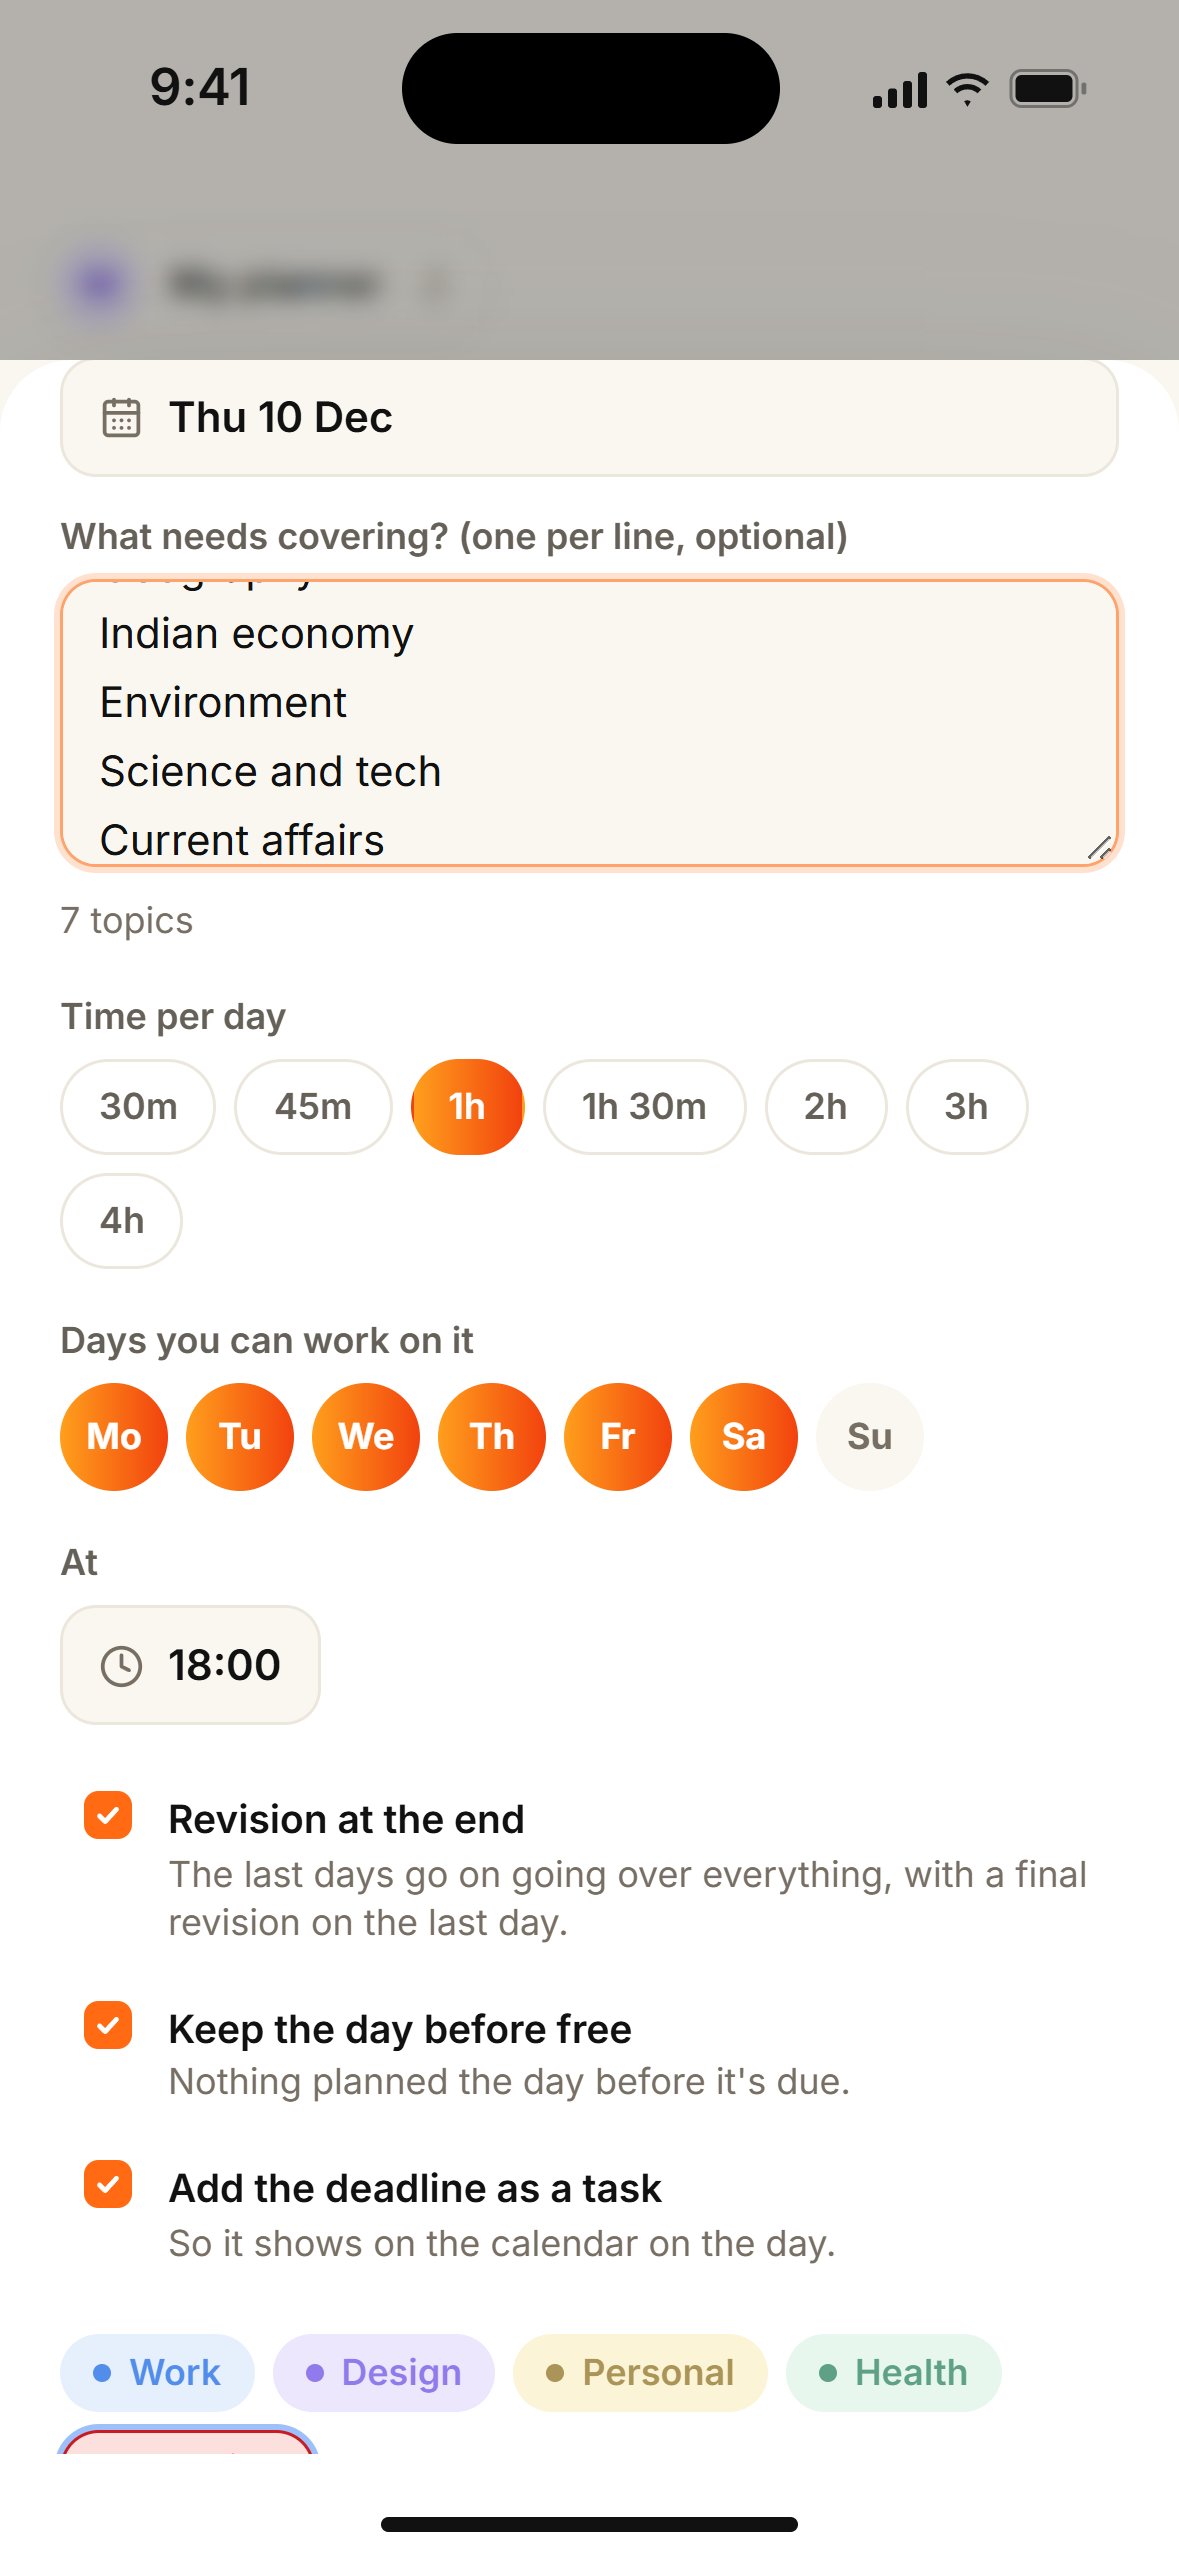 9:41
My planner
Thu 10 Dec
What needs covering? (one per line, optional)
Indian economy
Environment
Science and tech
Current affairs
7 topics
Time per day
30m 45m 1h 1h 30m 2h 3h
4h
Days you can work on it
Mo Tu We Th Fr Sa Su
At
18:00
Revision at the end
The last days go on going over everything, with a final
revision on the last day.
Keep the day before free
Nothing planned the day before it's due.
Add the deadline as a task
So it shows on the calendar on the day.
Work Design Personal Health